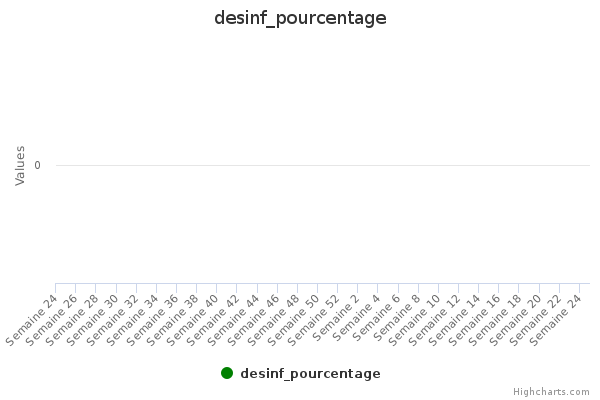 desinf_pourcentage
Values
0
Semaine 24
Semaine 26
Semaine 28
Semaine 30
Semaine 32
Semaine 34
Semaine 36
Semaine 38
Semaine 40
Semaine 42
Semaine 44
Semaine 46
Semaine 48
Semaine 50
Semaine 52
Semaine 2
Semaine 4
Semaine 6
Semaine 8
Semaine 10
Semaine 12
Semaine 14
Semaine 16
Semaine 18
Semaine 20
Semaine 22
Semaine 24
desinf_pourcentage
Highcharts.com